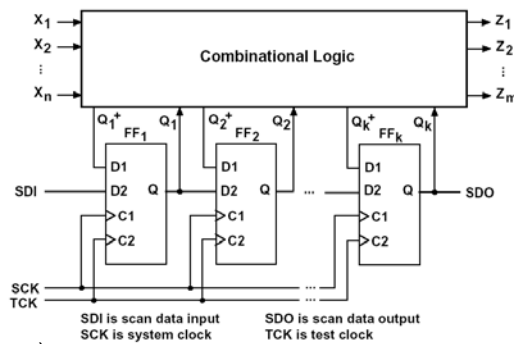 X1 Z1
X2 Combinational Logic Z2
⋮ ⋮
Xn Zm
Q1+ Q1 Q2+ Q2 Qk+ Qk
FF1 FF2 FFk
D1 D1 D1
SDI D2 Q D2 Q ... D2 Q SDO
C1 C1 C1
C2 C2 C2
SCK ...
TCK ...
SDI is scan data input SDO is scan data output
SCK is system clock TCK is test clock